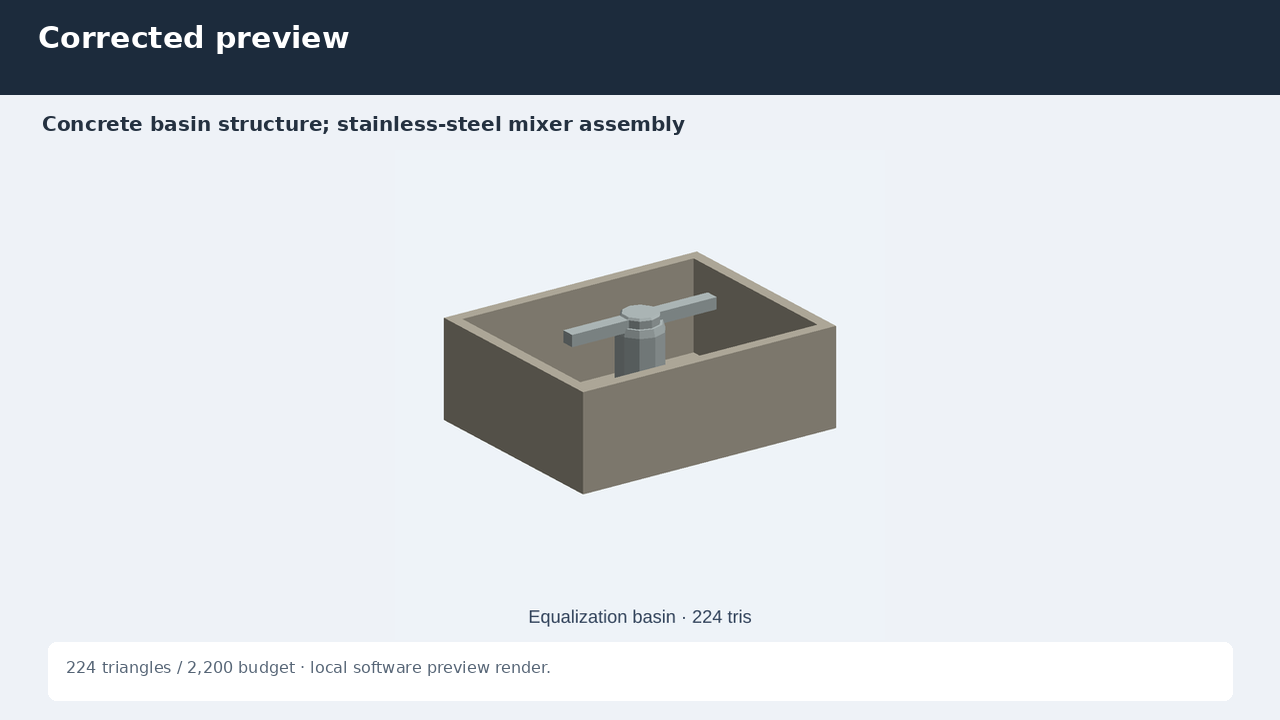 Corrected preview
Concrete basin structure; stainless-steel mixer assembly
Equalization basin · 224 tris
224 triangles / 2,200 budget · local software preview render.